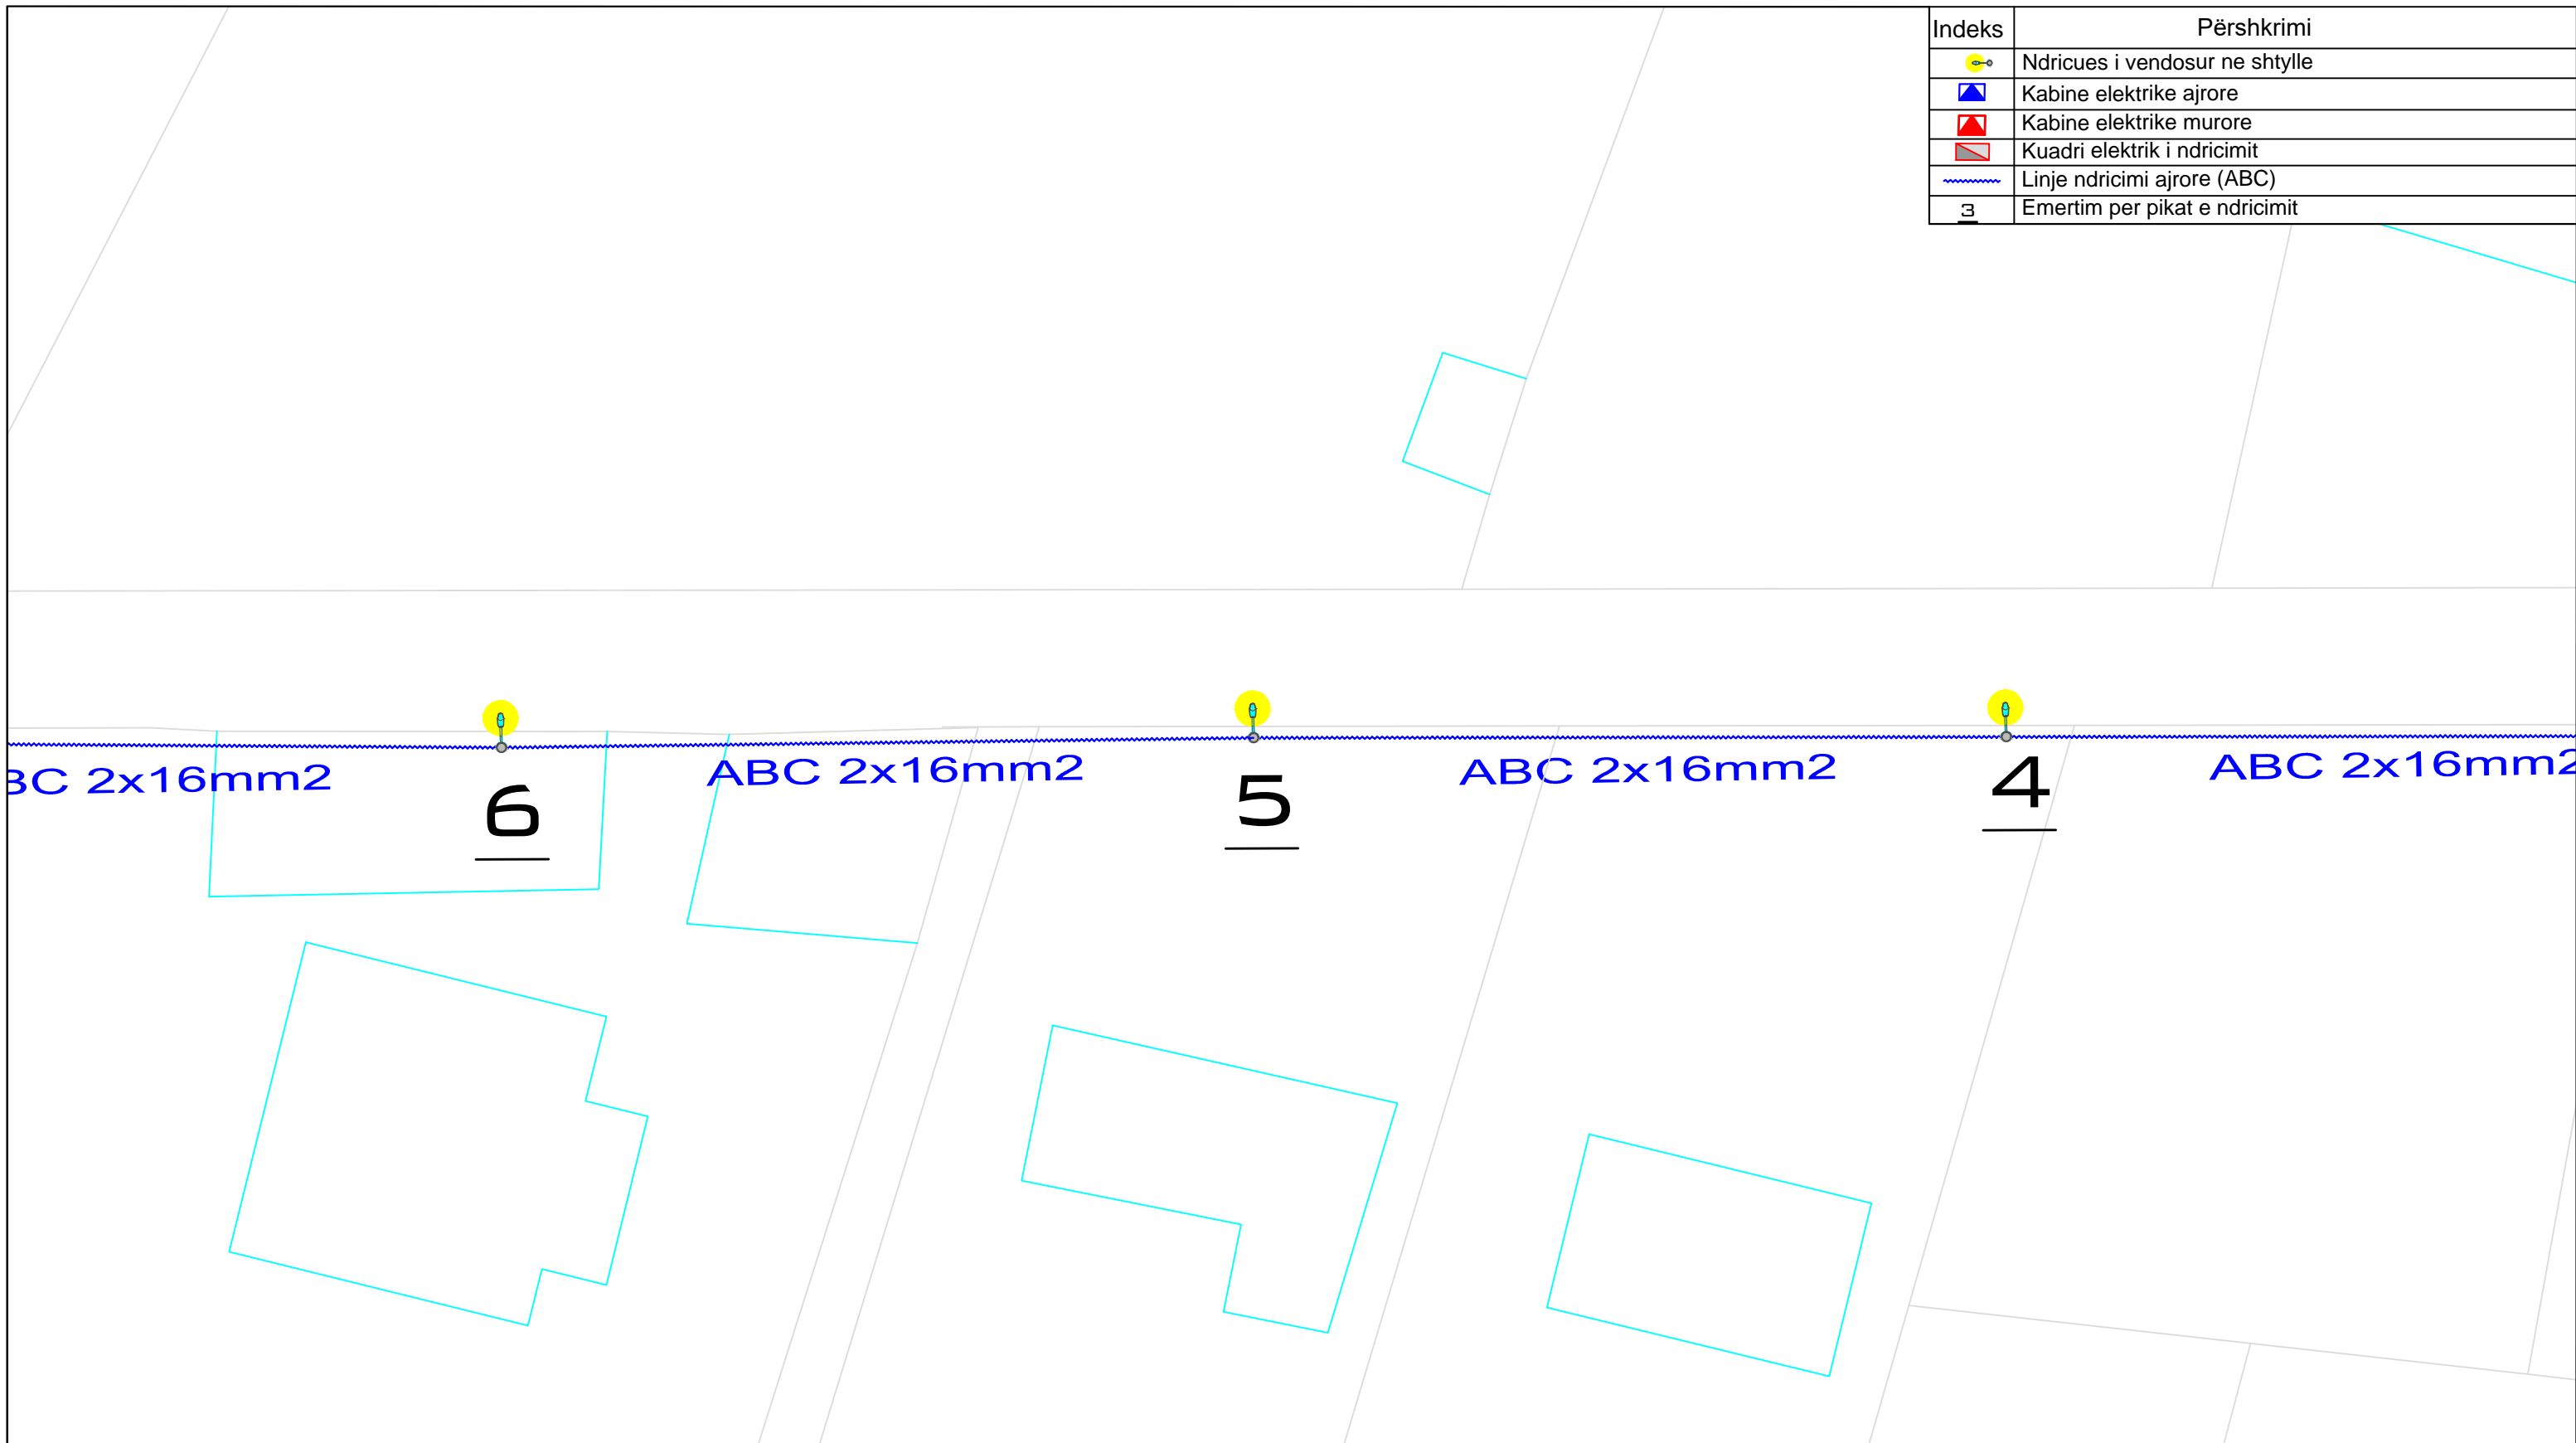 Indeks Përshkrimi
Ndricues i vendosur ne shtylle
Kabine elektrike ajrore
Kabine elektrike murore
Kuadri elektrik i ndricimit
Linje ndricimi ajrore (ABC)
3 Emertim per pikat e ndricimit
BC 2x16mm2
ABC 2x16mm2
ABC 2x16mm2
ABC 2x16mm2
6
5
4